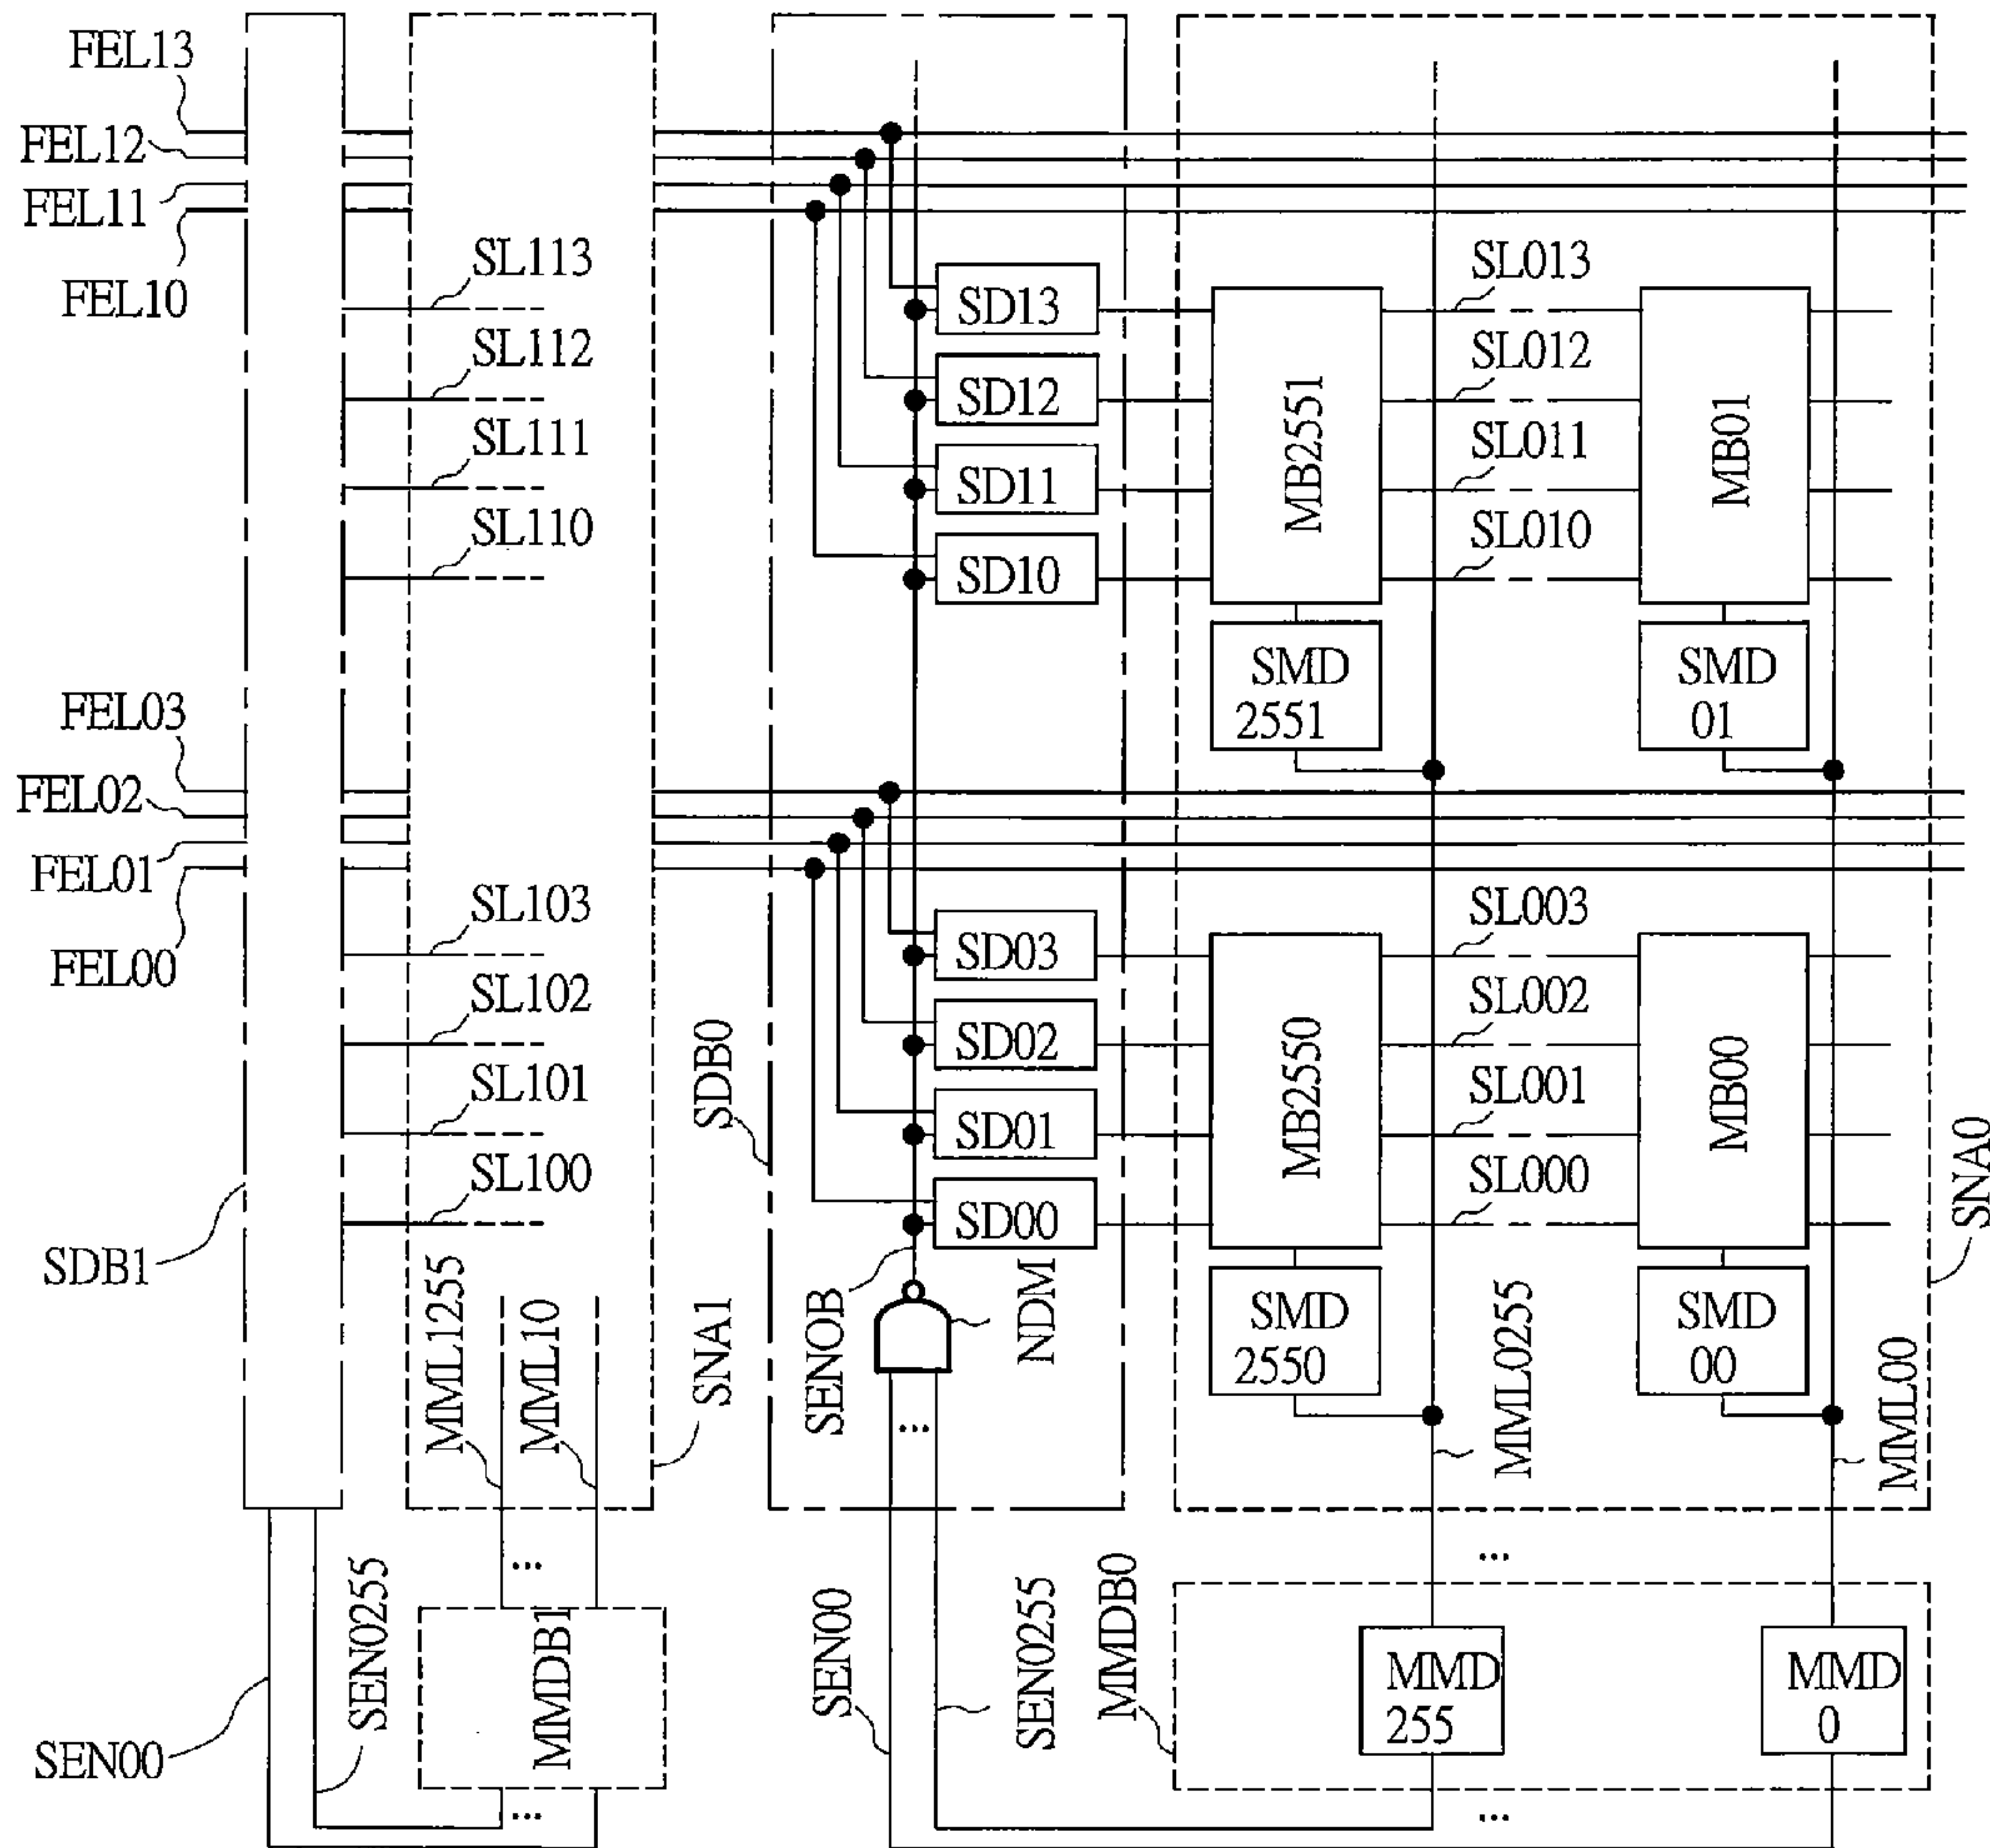 FEL13
FEL12
FEL11
FEL10
SL113
SL112
SL111
SL110
SD13
SD12
SD11
SD10
MB2551
SL013
SL012
SL011
SL010
MB01
SMD
2551
SMD
01
FEL03
FEL02
FEL01
FEL00
SL103
SL102
SL101
SL100
SDB0
SD03
SD02
SD01
SD00
MB2550
SL003
SL002
SL001
SL000
MB00
SNA0
SDB1
MML1255
MML10
SNA1
SENOB
NDM
SMD
2550
MML0255
SMD
00
MML00
...
...
...
SEN00
SEN0255
MMDB1
SEN00
SEN0255
MMDB0
MMD
255
MMD
0
...
...